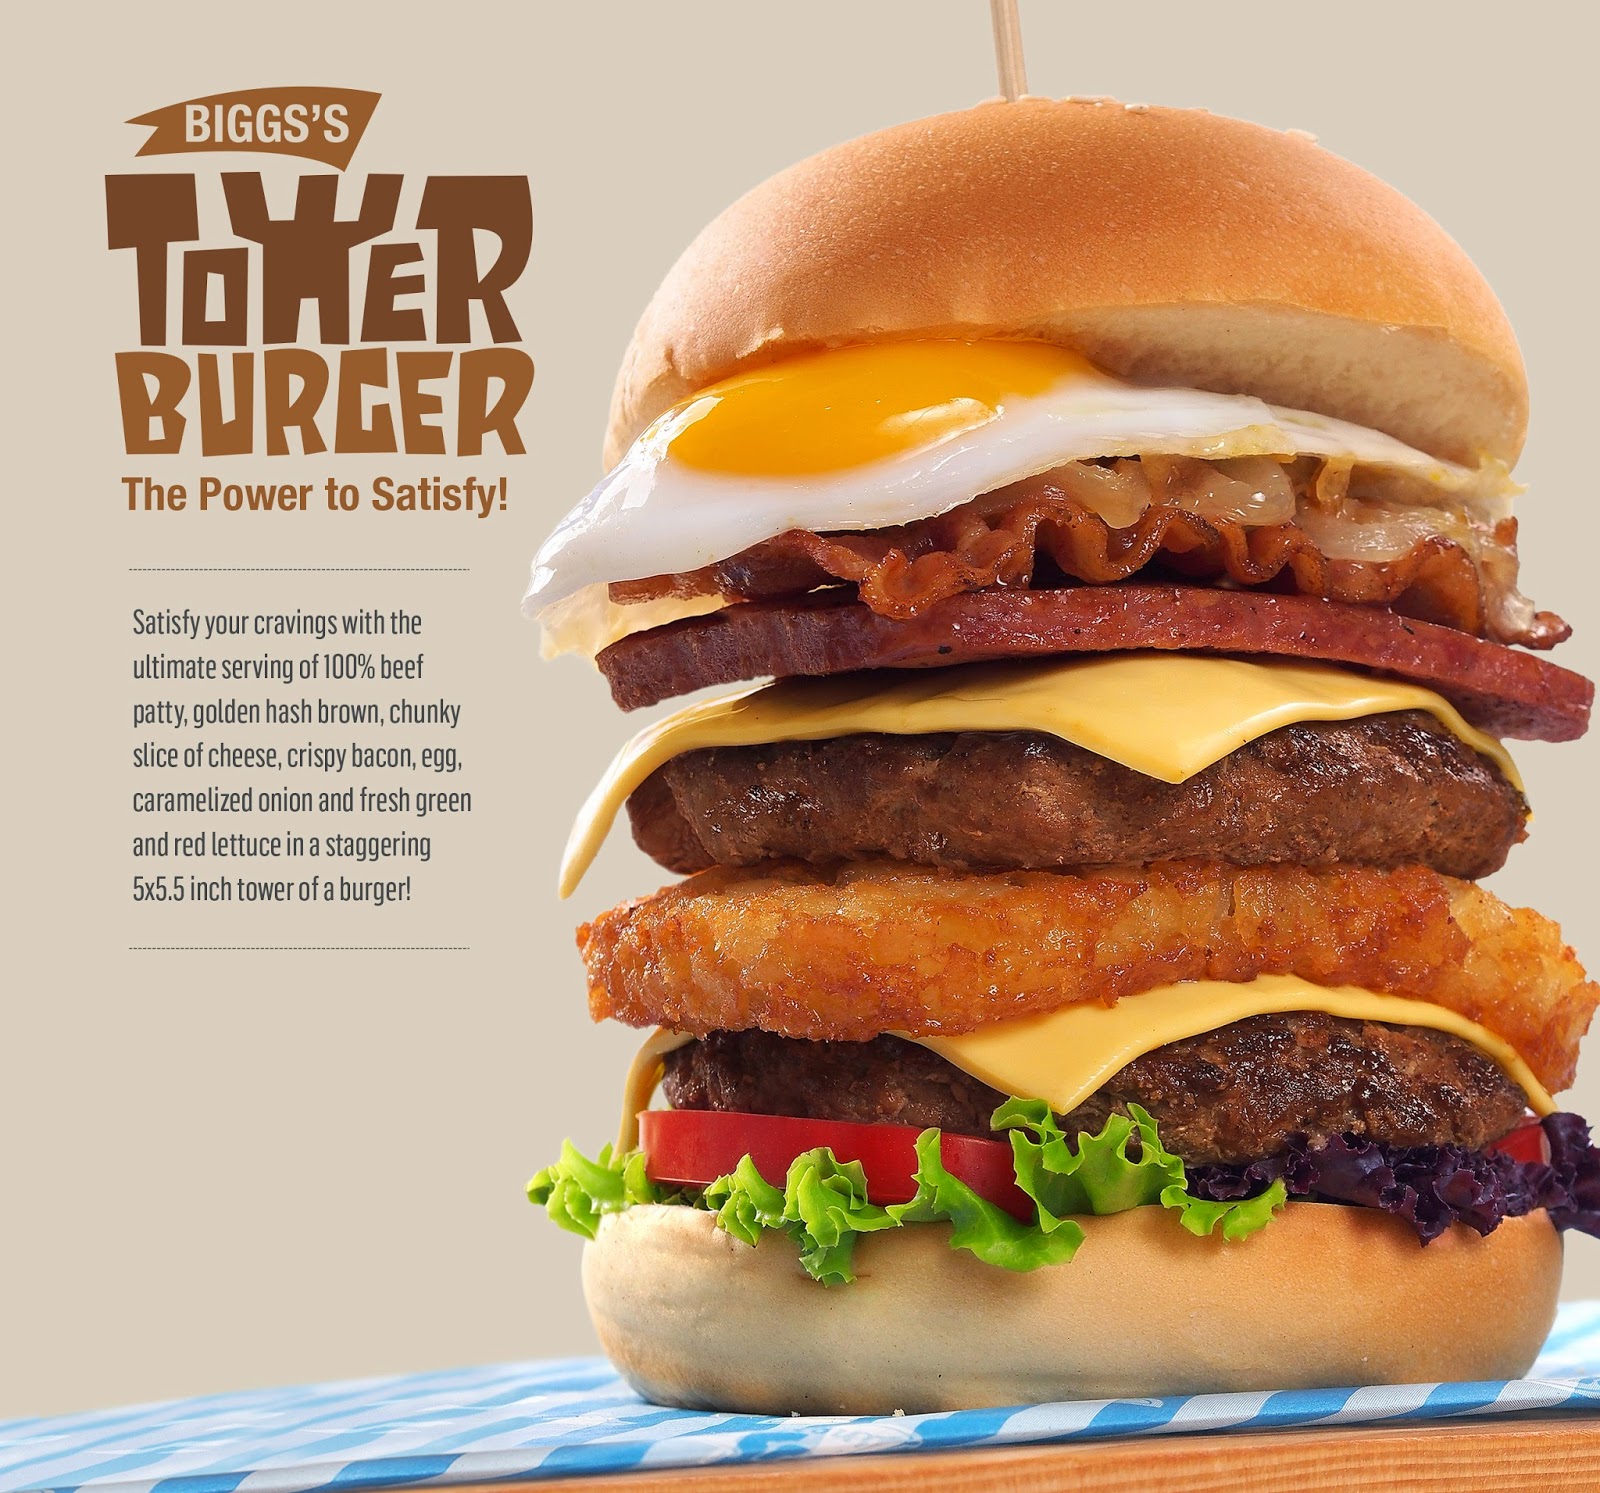 BIGGS'S
TOWER
BURGER
The Power to Satisfy!
Satisfy your cravings with the
ultimate serving of 100% beef
patty, golden hash brown, chunky
slice of cheese, crispy bacon, egg,
caramelized onion and fresh green
and red lettuce in a staggering
5x5.5 inch tower of a burger!